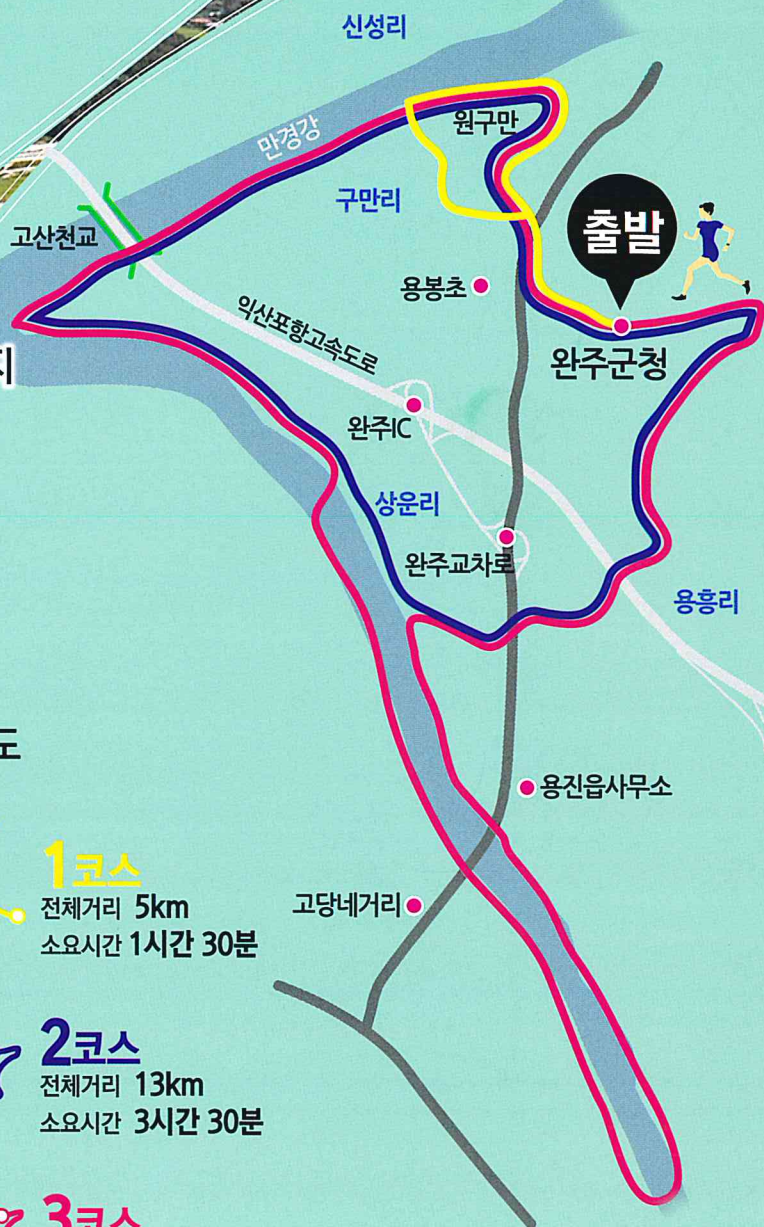 신성리
만경강
원구만
구만리
출발
고산천교
용봉초
익산포항고속도로
완주군청
지
완주IC
상운리
완주교차로
용흥리
도
용진읍사무소
1코스
전체거리 5km
소요시간 1시간 30분
고당네거리
2코스
전체거리 13km
소요시간 3시간 30분
3코스